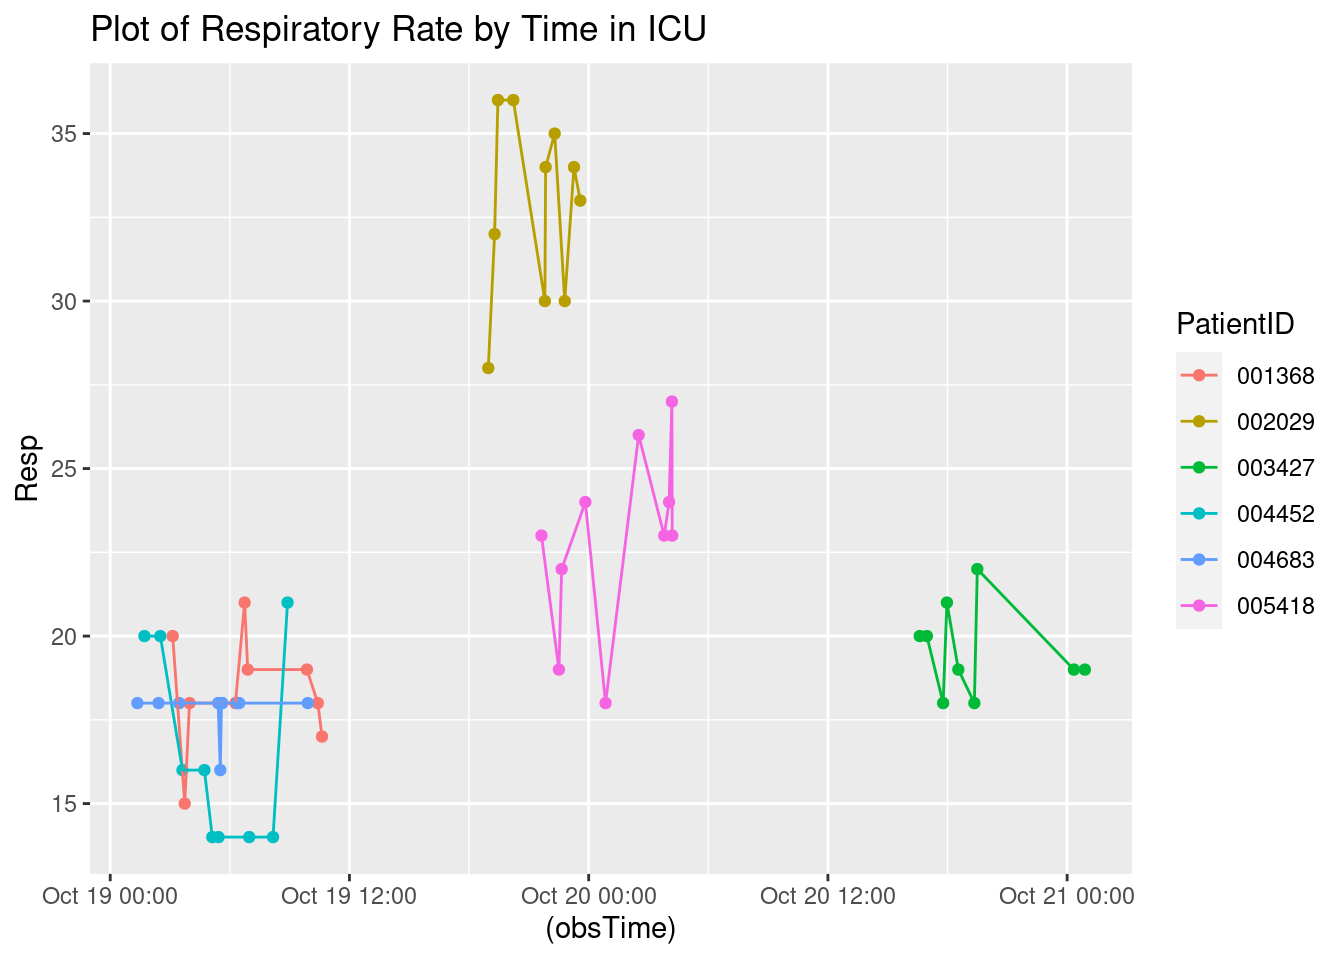 Plot of Respiratory Rate by Time in ICU
Resp
35
30
25
20
15
Oct 19 00:00
Oct 19 12:00
Oct 20 00:00
Oct 20 12:00
Oct 21 00:00
(obsTime)
PatientID
001368
002029
003427
004452
004683
005418